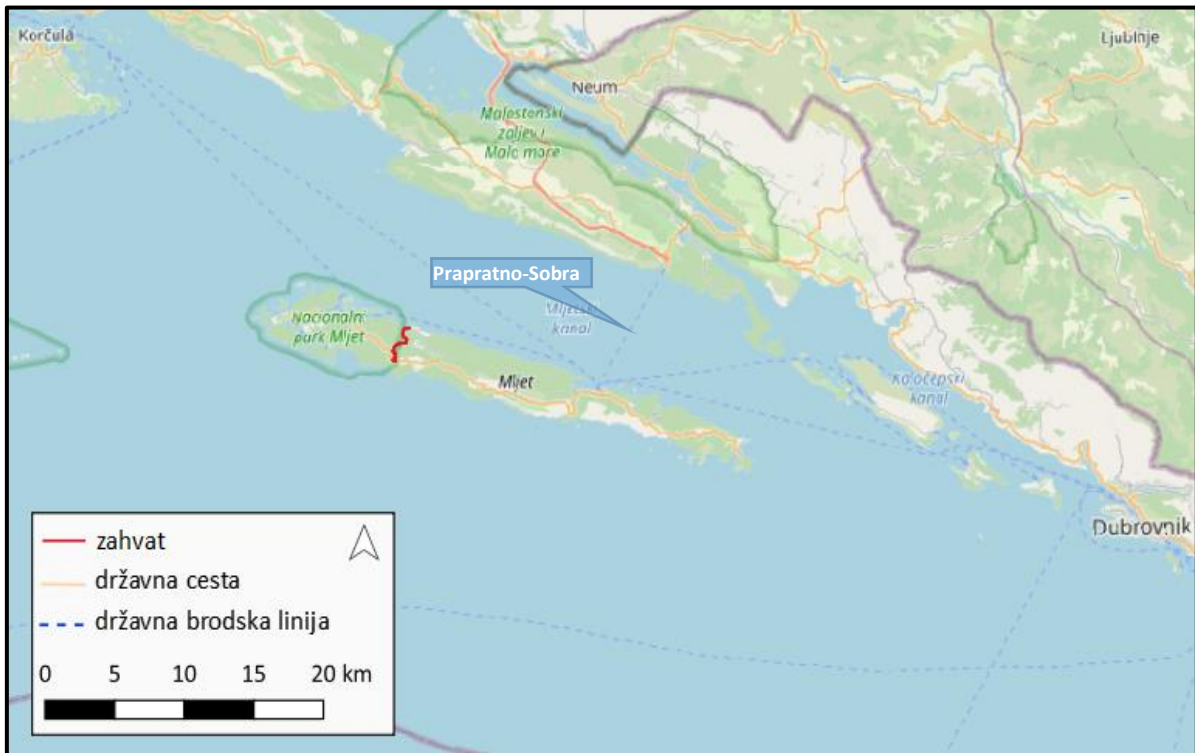 Korčula
Ljubinje
Neum
Malostonski
zaljev i
Malo more
Prapratno-Sobra
Mljetski
kanal
Nacionalni
park Mljet
Mljet
Koločepski
kanal
Dubrovnik
zahvat
državna cesta
državna brodska linija
0 5 10 15 20 km